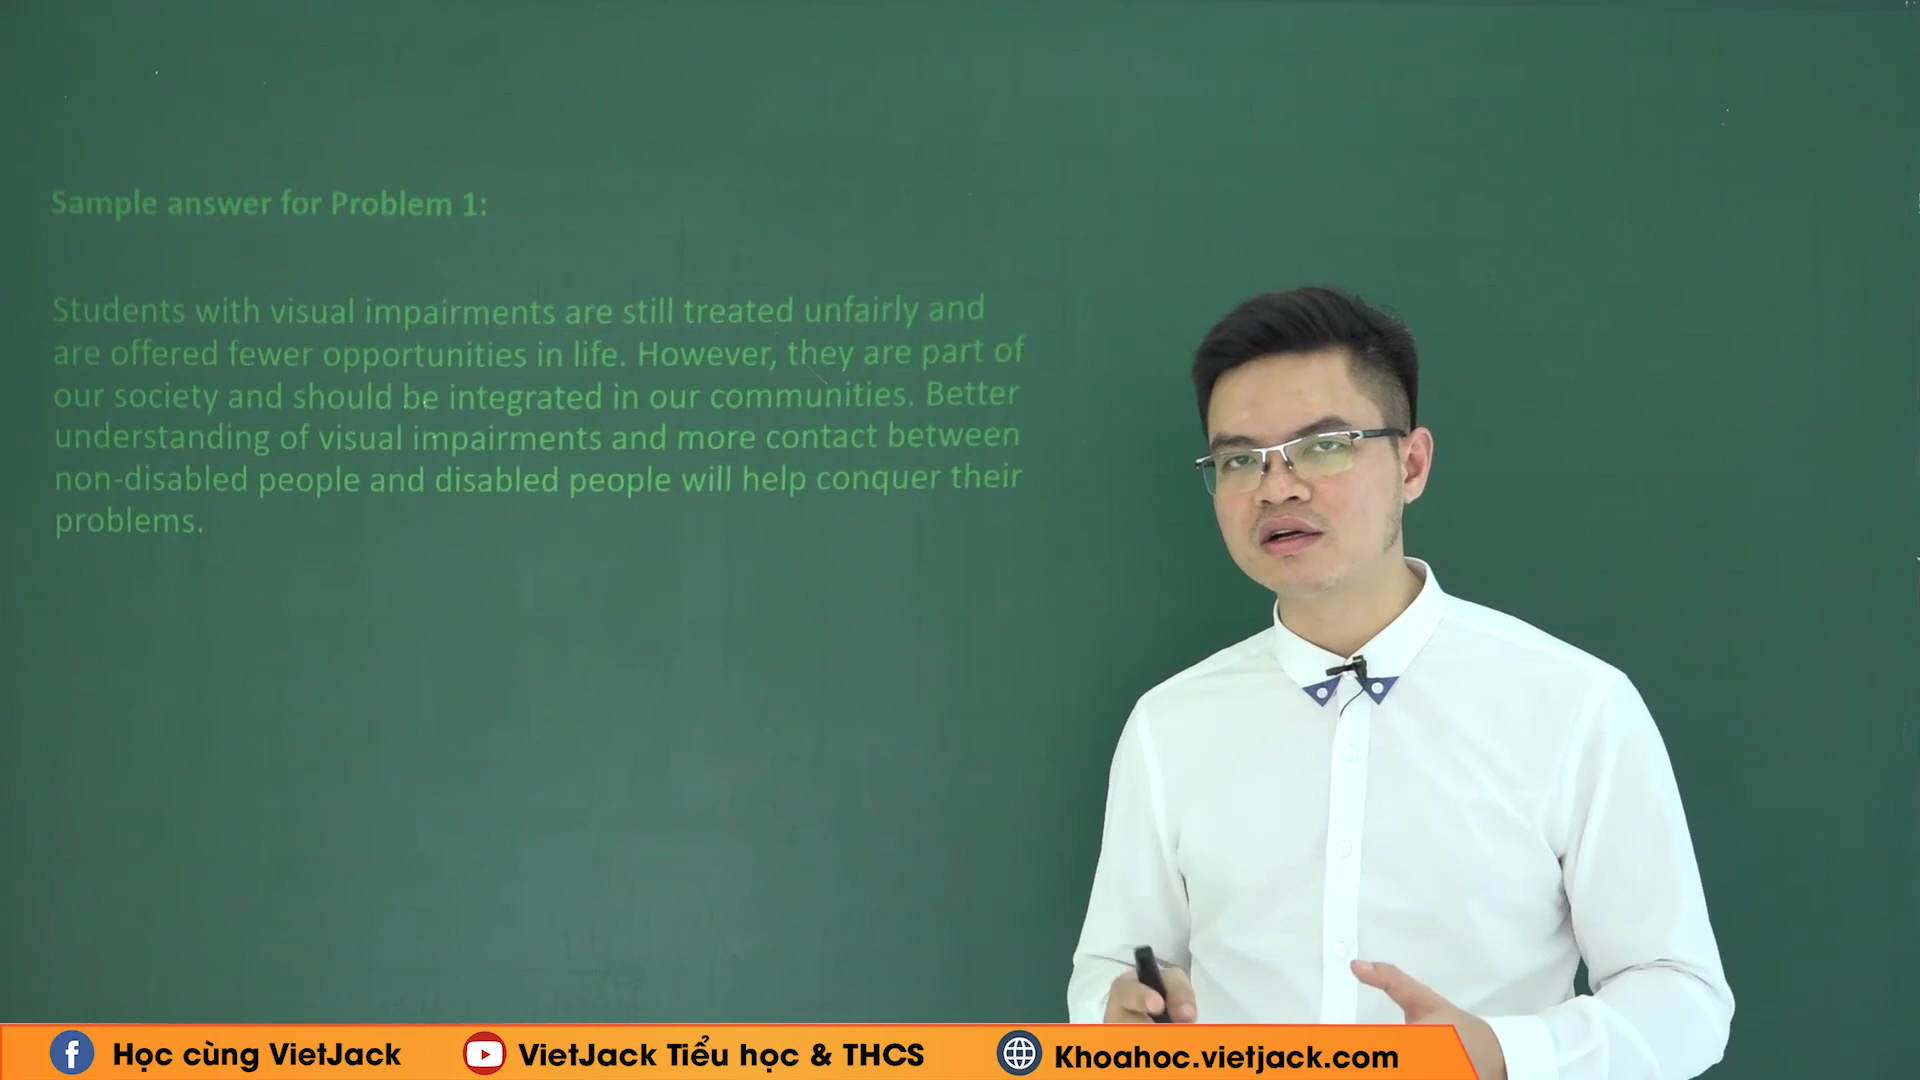 Sample answer for Problem 1:
Students with visual impairments are still treated unfairly and
are offered fewer opportunities in life. However, they are part of
our society and should be integrated in our communities. Better
understanding of visual impairments and more contact between
non-disabled people and disabled people will help conquer their
problems.
Học cùng VietJack
VietJack Tiểu học & THCS
Khoahoc.vietjack.com